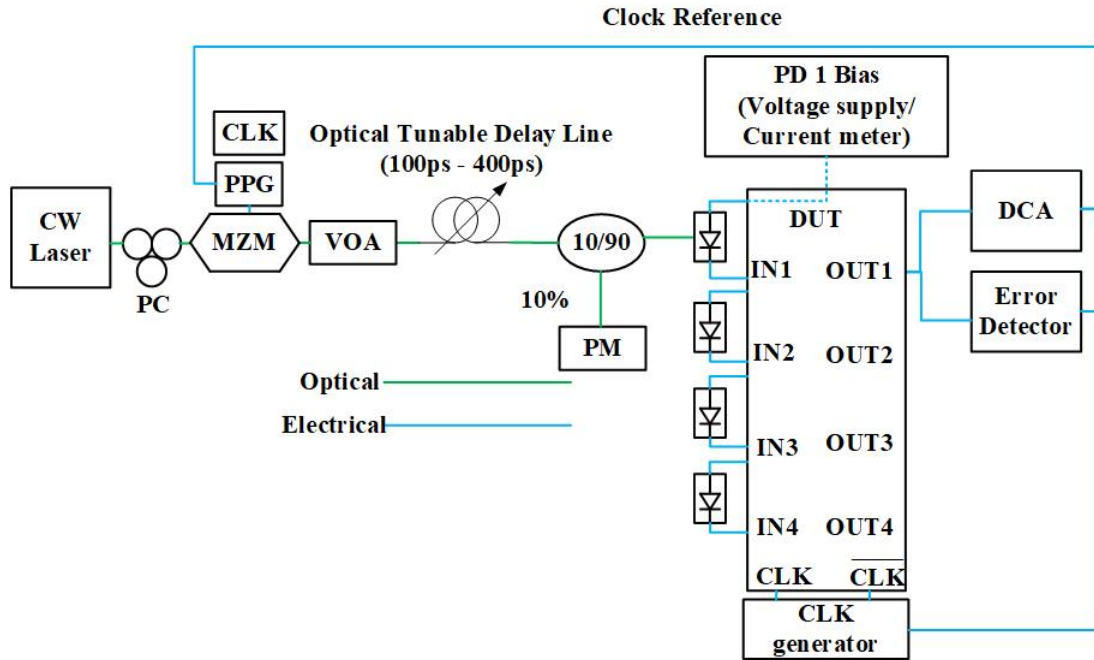 Clock Reference
PD 1 Bias
(Voltage supply/
Current meter)
CLK
Optical Tunable Delay Line
(100ps - 400ps)
PPG
CW
Laser
MZM
VOA
10/90
DUT
DCA
PC
IN1
OUT1
10%
Error
Detector
PM
IN2
OUT2
Optical
Electrical
IN3
OUT3
IN4
OUT4
CLK
CLK
CLK
generator